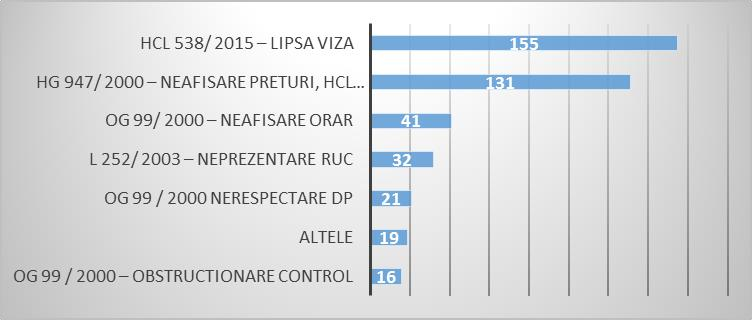 HCL 538/2015 – LIPSA VIZA 155
HG 947/2000 – NEAFISARE PRETURI, HCL... 131
OG 99/2000 – NEAFISARE ORAR 41
L 252/2003 – NEPREZENTARE RUC 32
OG 99 / 2000 NERESPECTARE DP 21
ALTELE 19
OG 99 / 2000 – OBSTRUCTIONARE CONTROL 16